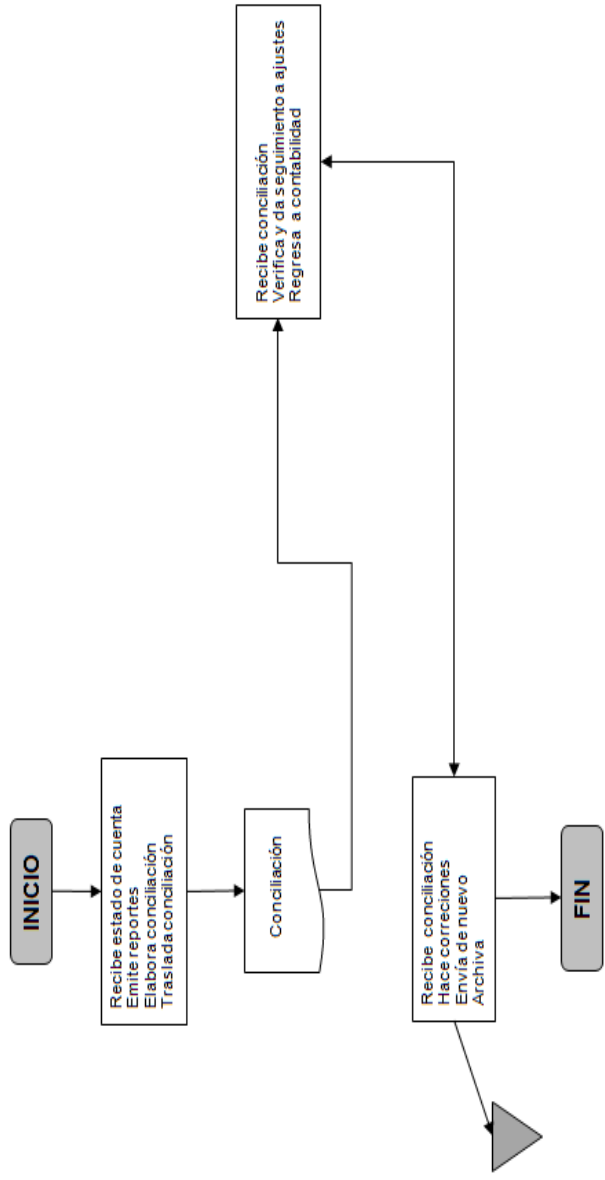 INICIO
Recibe estado de cuenta
Emite reportes
Elabora conciliación
Traslada conciliación
Conciliación
Recibe conciliación
Verifica y da seguimiento a ajustes
Regresa a contabilidad
Recibe conciliación
Hace correciones
Envía de nuevo
Archiva
FIN